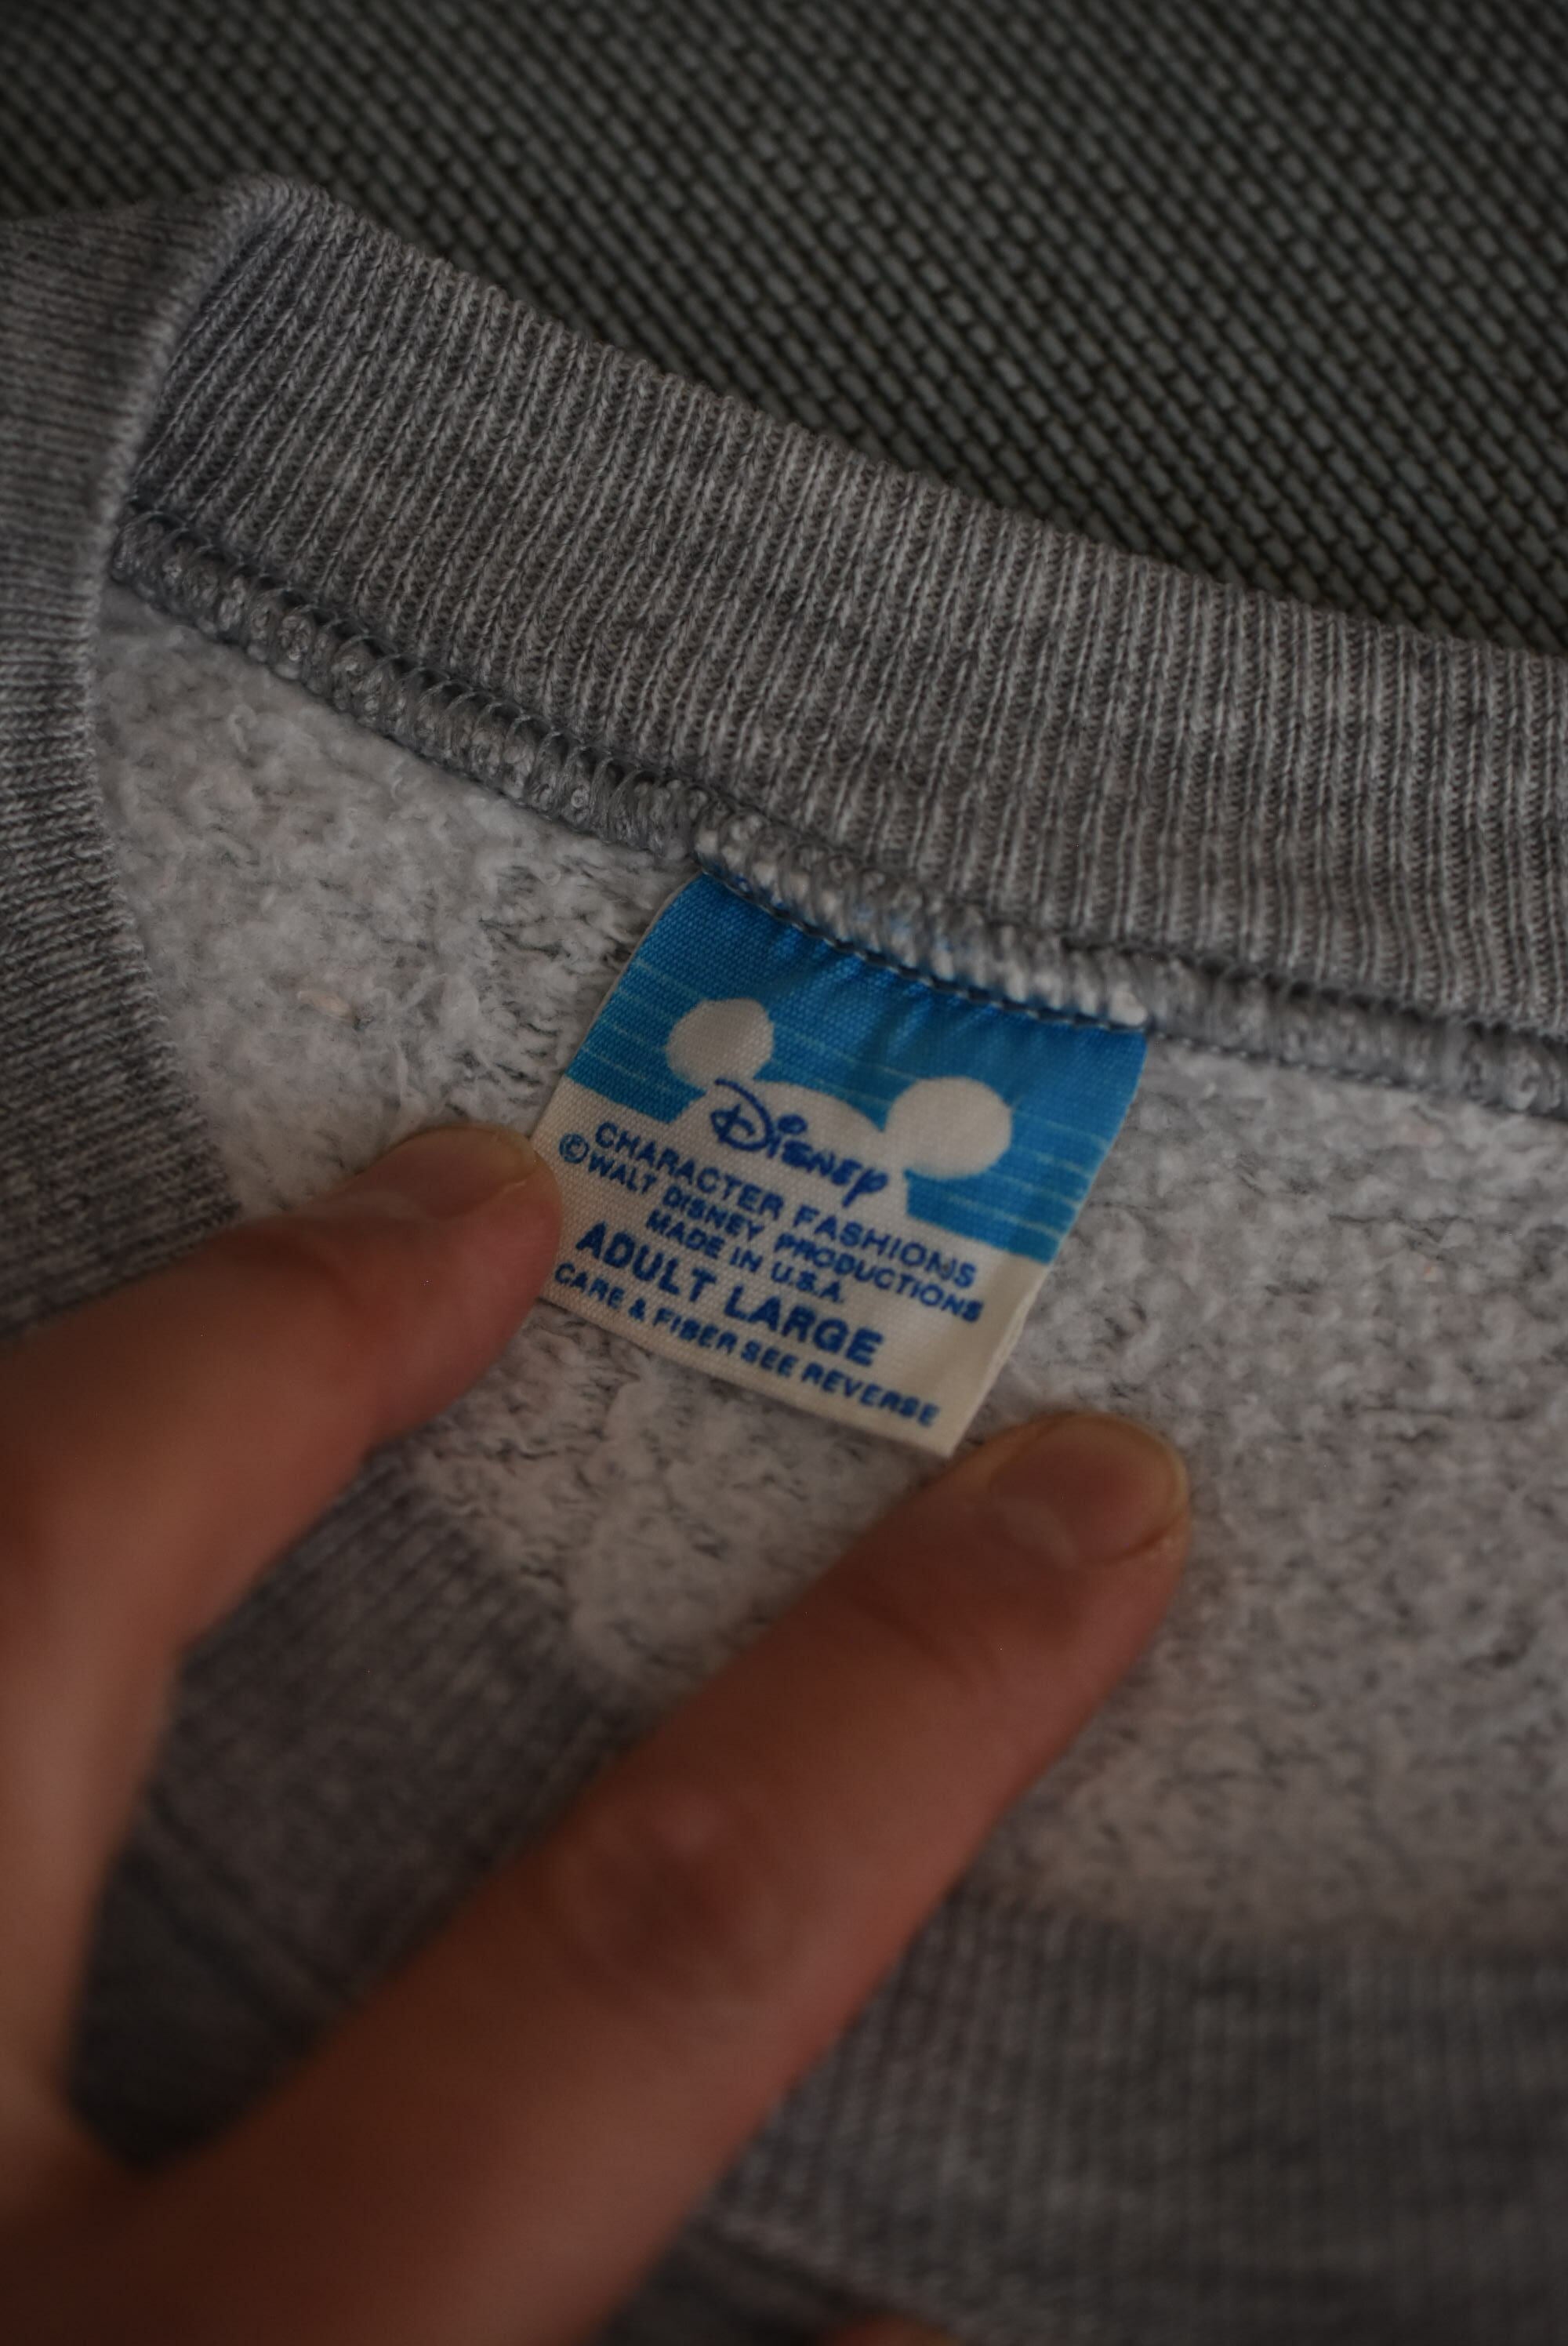 Disney
CHARACTER FASHIONS
©WALT DISNEY PRODUCTIONS
MADE IN U.S.A.
ADULT LARGE
CARE & FIBER SEE REVERSE